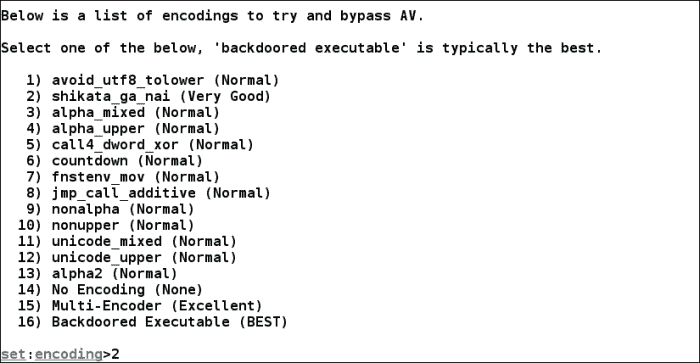 Below is a list of encodings to try and bypass AV.
Select one of the below, 'backdoored executable' is typically the best.
1) avoid_utf8_tolower (Normal)
2) shikata_ga_nai (Very Good)
3) alpha_mixed (Normal)
4) alpha_upper (Normal)
5) call4_dword_xor (Normal)
6) countdown (Normal)
7) fnstenv_mov (Normal)
8) jmp_call_additive (Normal)
9) nonalpha (Normal)
10) nonupper (Normal)
11) unicode_mixed (Normal)
12) unicode_upper (Normal)
13) alpha2 (Normal)
14) No Encoding (None)
15) Multi-Encoder (Excellent)
16) Backdoored Executable (BEST)
set:encoding>2